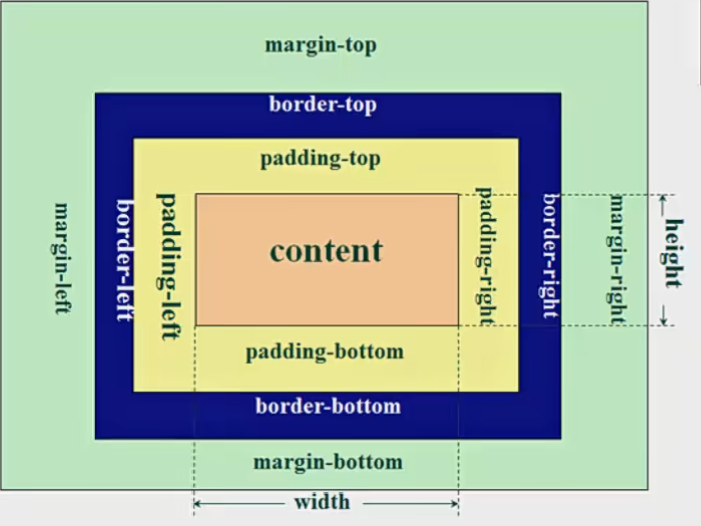 margin-top
border-top
padding-top
margin-left
border-left
padding-left
content
padding-right
border-right
margin-right
height
padding-bottom
border-bottom
margin-bottom
width